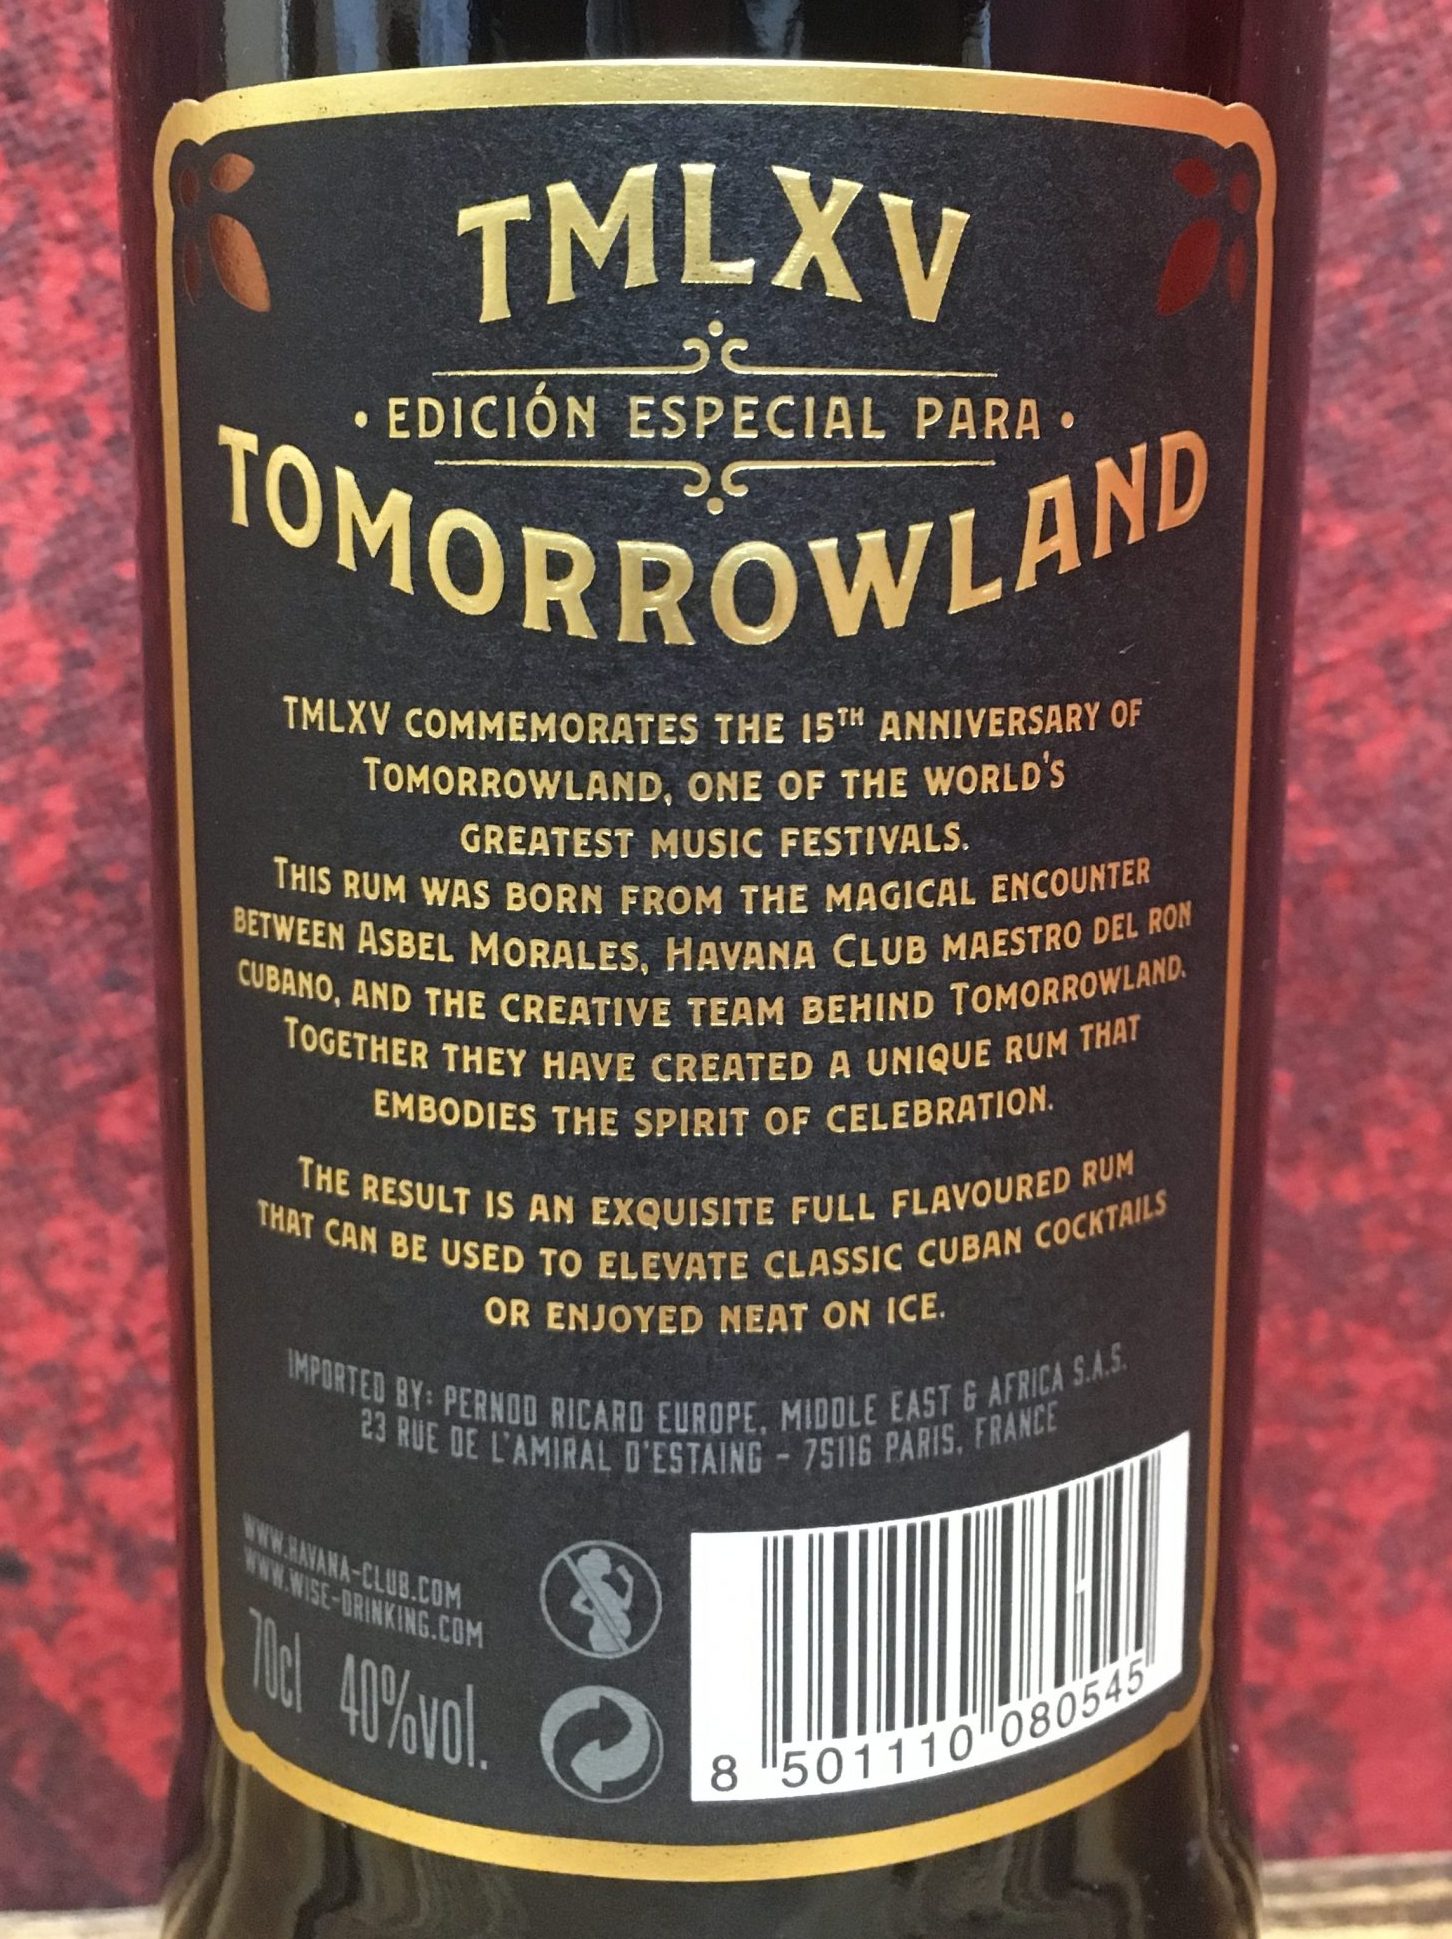 TMLXV
• EDICIÓN ESPECIAL PARA •
TOMORROWLAND
TMLXV COMMEMORATES THE 15TH ANNIVERSARY OF
TOMORROWLAND, ONE OF THE WORLD'S
GREATEST MUSIC FESTIVALS.
THIS RUM WAS BORN FROM THE MAGICAL ENCOUNTER
BETWEEN ASBEL MORALES, HAVANA CLUB MAESTRO DEL RON
CUBANO, AND THE CREATIVE TEAM BEHIND TOMORROWLAND.
TOGETHER THEY HAVE CREATED A UNIQUE RUM THAT
EMBODIES THE SPIRIT OF CELEBRATION.
THE RESULT IS AN EXQUISITE FULL FLAVOURED RUM
THAT CAN BE USED TO ELEVATE CLASSIC CUBAN COCKTAILS
OR ENJOYED NEAT ON ICE.
IMPORTED BY: PERNOD RICARD EUROPE, MIDDLE EAST & AFRICA S.A.S.
23 RUE DE L'AMIRAL D'ESTAING - 75116 PARIS, FRANCE
WWW.HAVANA-CLUB.COM
WWW.WISE-DRINKING.COM
70cl 40%vol.
8 501110 080545